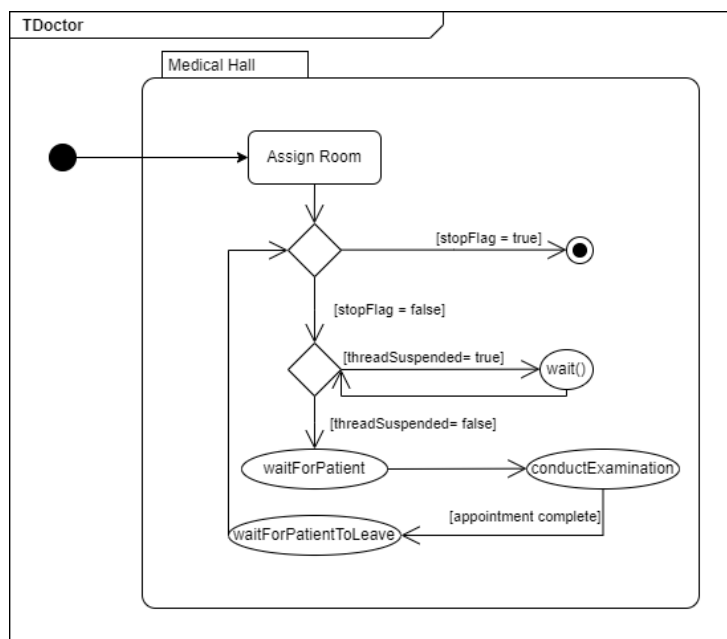 TDoctor
Medical Hall
Assign Room
[stopFlag = true]
[stopFlag = false]
[threadSuspended= true]
wait()
[threadSuspended= false]
waitForPatient
conductExamination
[appointment complete]
waitForPatientToLeave